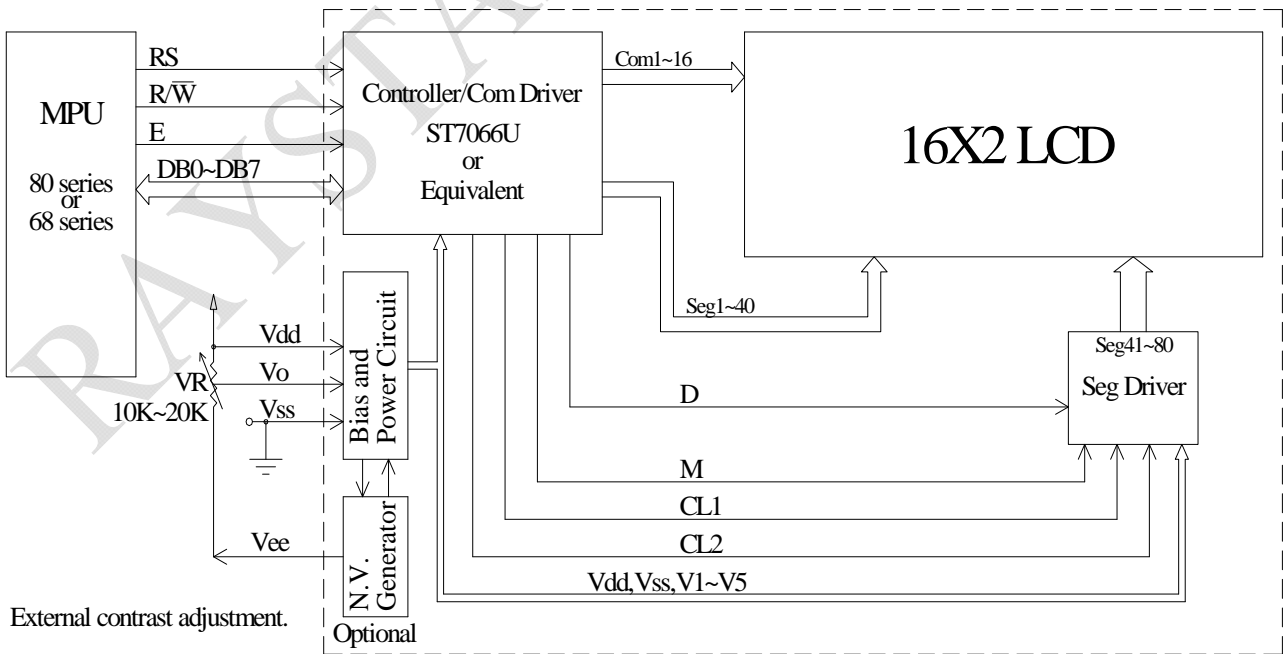 RAYSTA
MPU
80 series
or
68 series
RS
R/W̅
E
DB0~DB7
Controller/Com Driver
ST7066U
or
Equivalent
Com1~16
16X2 LCD
Seg1~40
Seg41~80
Seg Driver
Vdd
Vo
VR
10K~20K
Vss
Bias and
Power Circuit
D
M
CL1
CL2
Vdd,Vss,V1~V5
Vee
N.V.
Generator
Optional
External contrast adjustment.